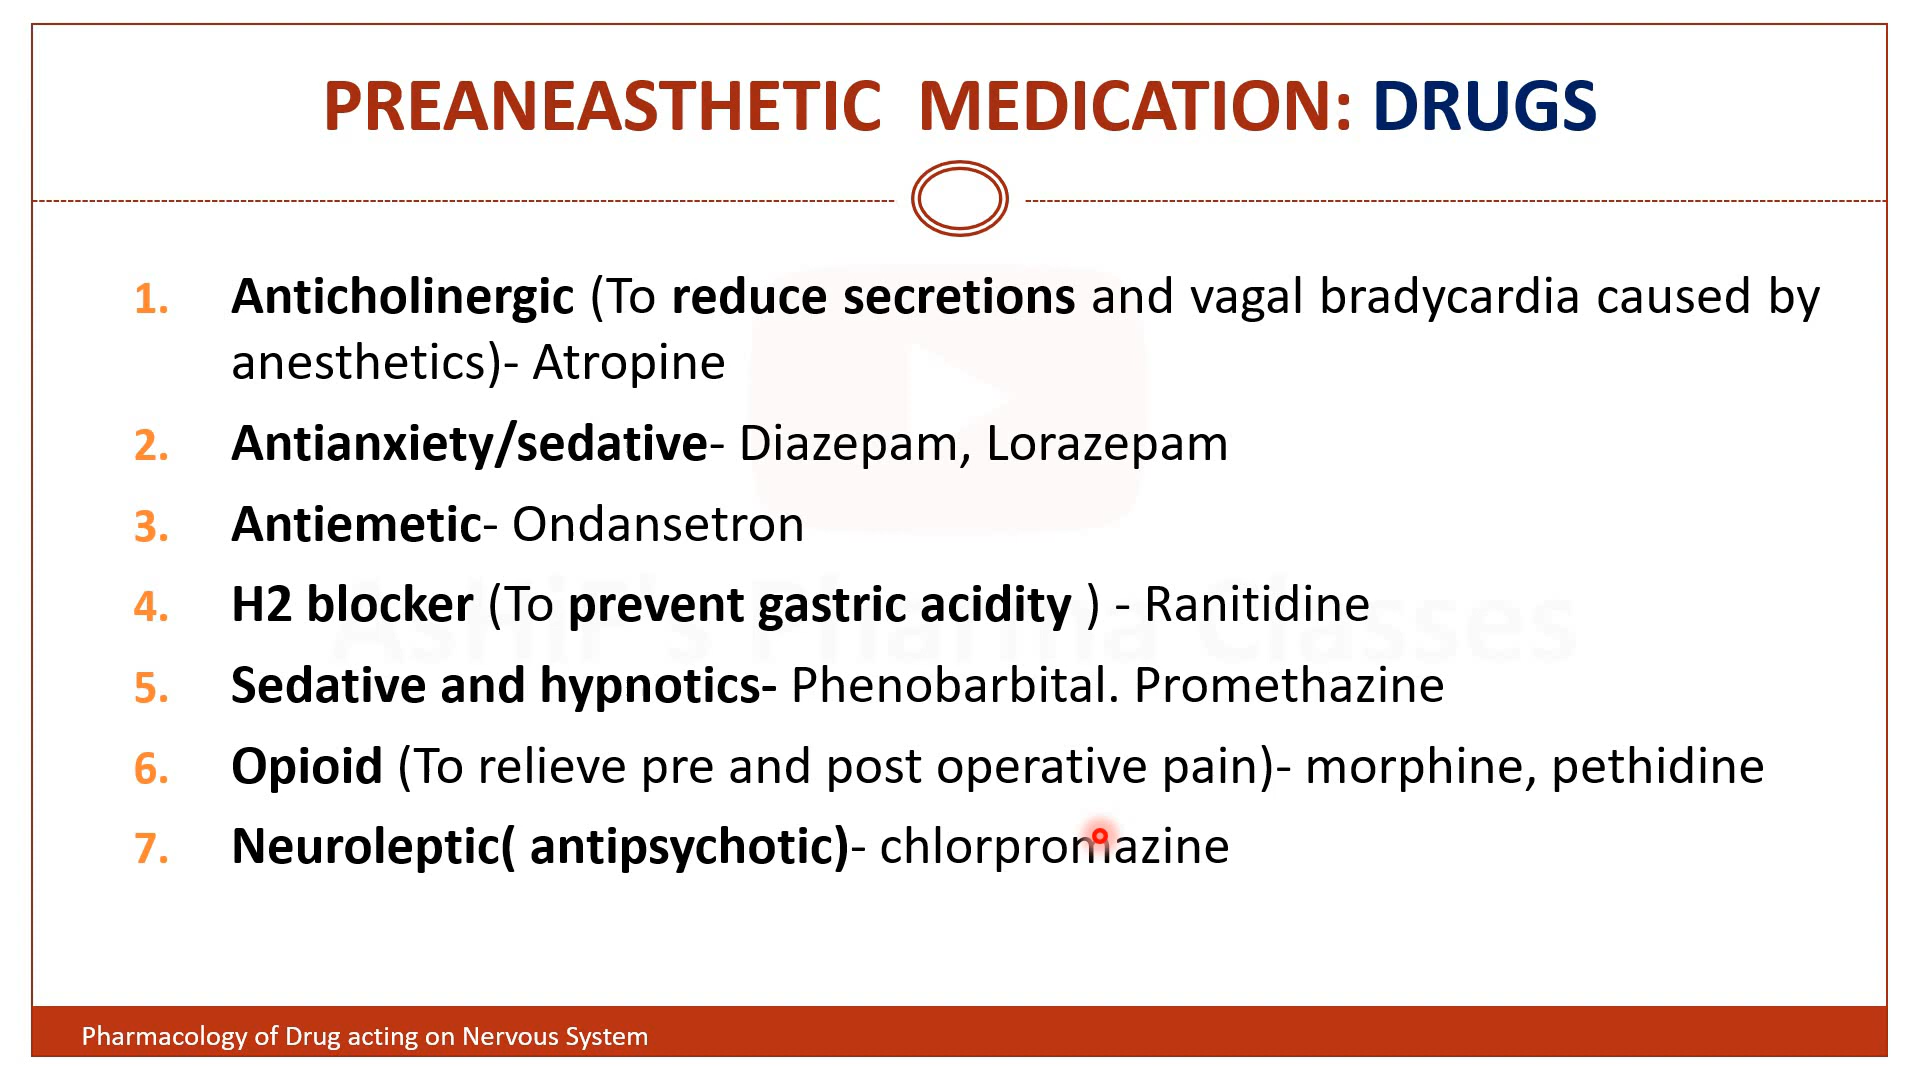 PREANEASTHETIC MEDICATION: DRUGS
1. Anticholinergic (To reduce secretions and vagal bradycardia caused by
anesthetics)- Atropine
2. Antianxiety/sedative- Diazepam, Lorazepam
3. Antiemetic- Ondansetron
4. H2 blocker (To prevent gastric acidity ) - Ranitidine
5. Sedative and hypnotics- Phenobarbital. Promethazine
6. Opioid (To relieve pre and post operative pain)- morphine, pethidine
7. Neuroleptic( antipsychotic)- chlorpromazine
Pharmacology of Drug acting on Nervous System